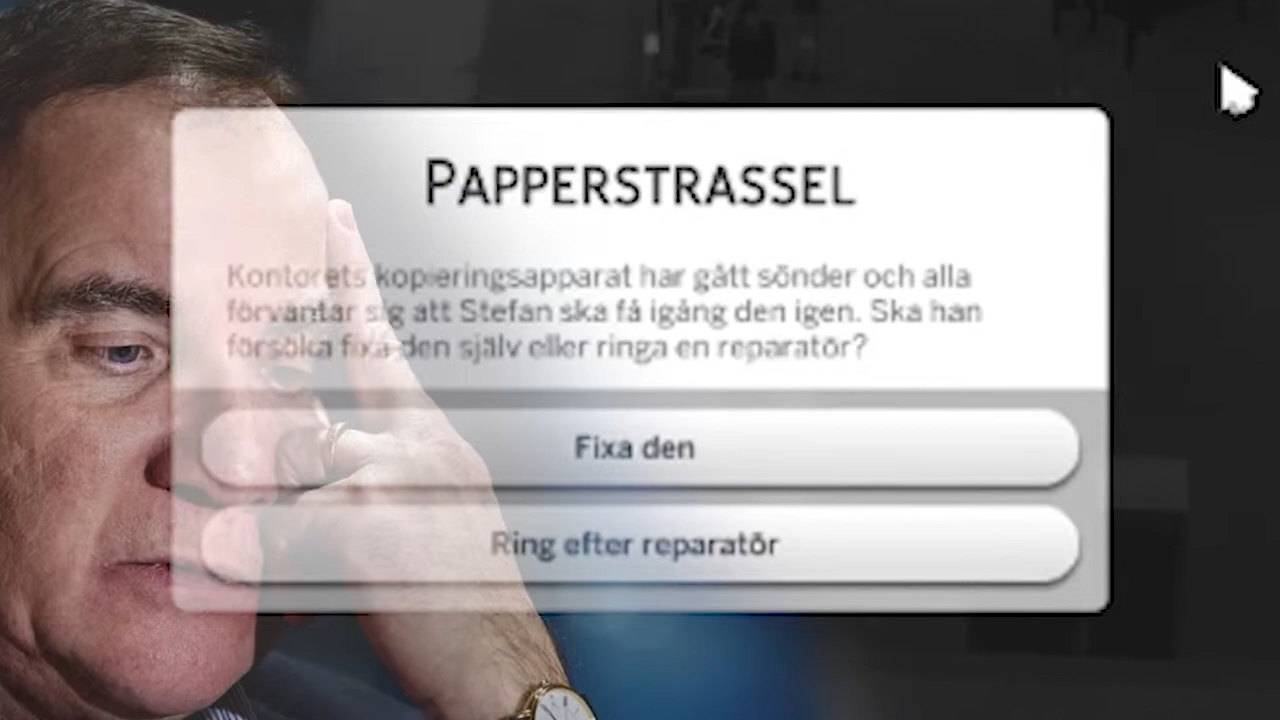 PAPPERSTRASSEL
Kontorets kopieringsapparat har gått sönder och alla
förväntar sig att Stefan ska få igång den igen. Ska han
försöka fixa den själv eller ringa en reparatör?
Fixa den
Ring efter reparatör